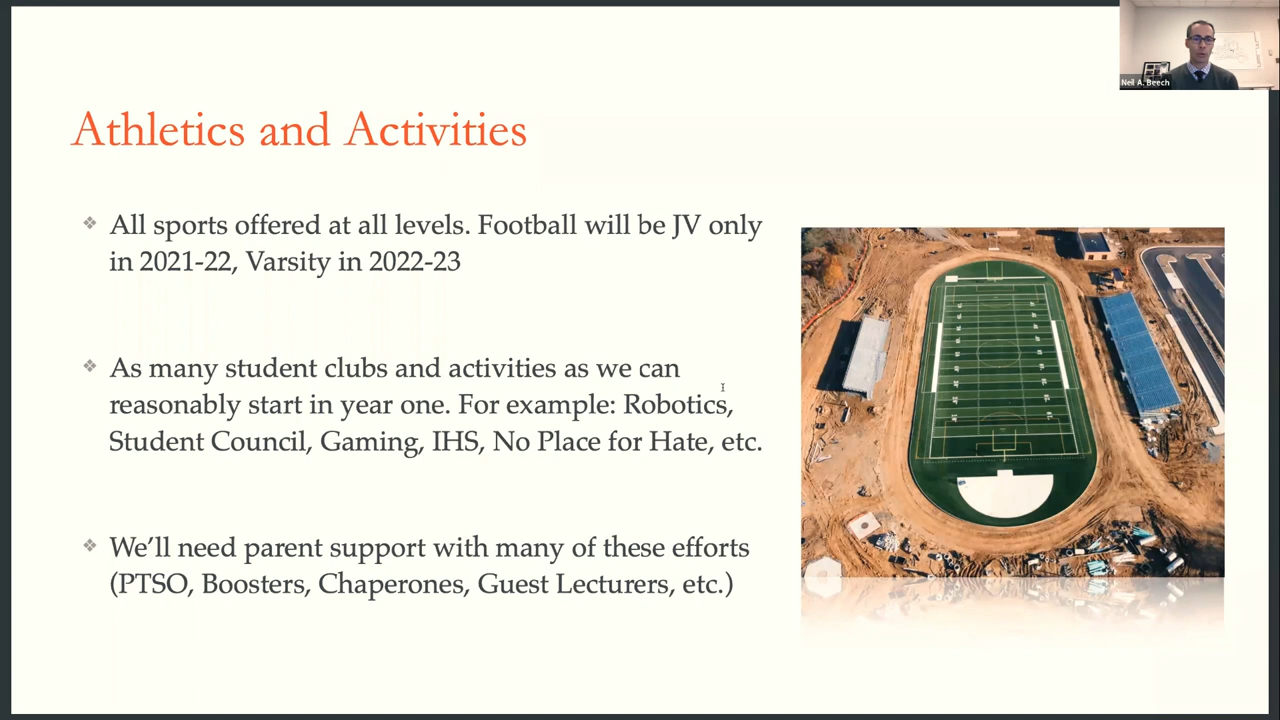 Neil A. Beech
Athletics and Activities
❖ All sports offered at all levels. Football will be JV only
in 2021-22, Varsity in 2022-23
❖ As many student clubs and activities as we can
reasonably start in year one. For example: Robotics,
Student Council, Gaming, IHS, No Place for Hate, etc.
❖ We’ll need parent support with many of these efforts
(PTSO, Boosters, Chaperones, Guest Lecturers, etc.)